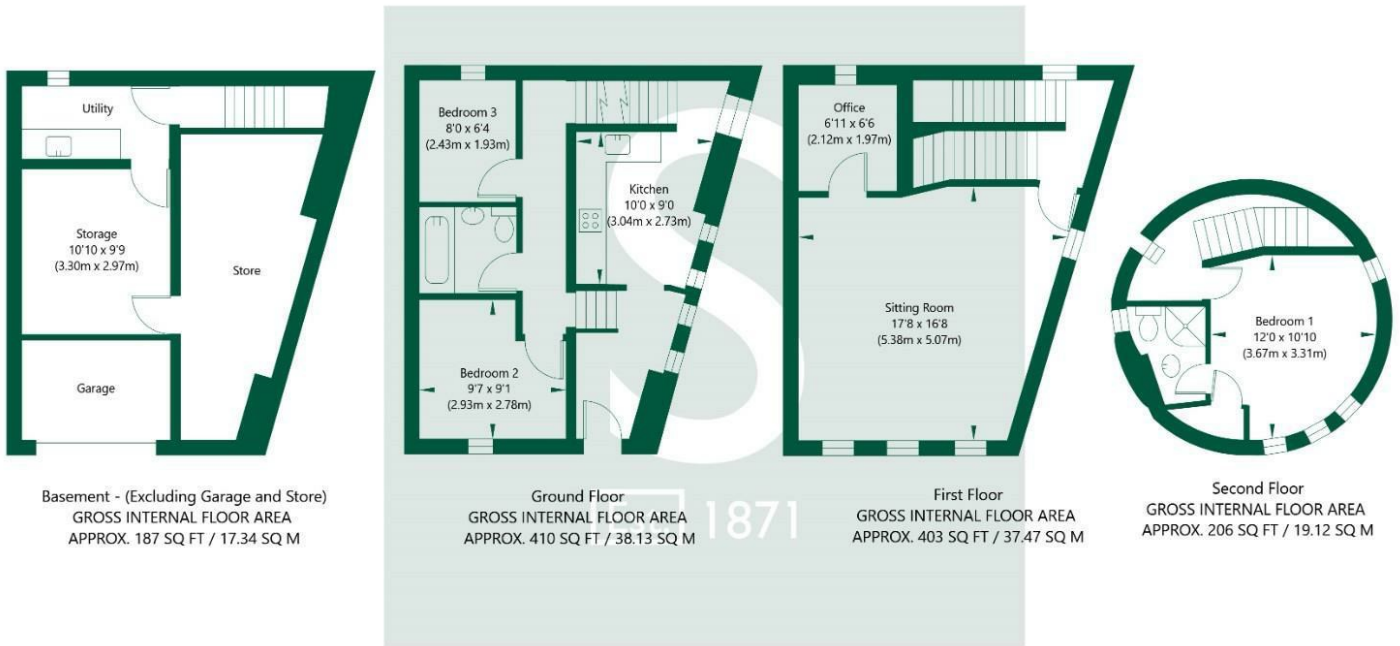 Utility
Storage
10'10 x 9'9
(3.30m x 2.97m)
Store
Garage
Basement - (Excluding Garage and Store)
GROSS INTERNAL FLOOR AREA
APPROX. 187 SQ FT / 17.34 SQ M
Bedroom 3
8'0 x 6'4
(2.43m x 1.93m)
Kitchen
10'0 x 9'0
(3.04m x 2.73m)
Bedroom 2
9'7 x 9'1
(2.93m x 2.78m)
Ground Floor
GROSS INTERNAL FLOOR AREA
APPROX. 410 SQ FT / 38.13 SQ M
Office
6'11 x 6'6
(2.12m x 1.97m)
Sitting Room
17'8 x 16'8
(5.38m x 5.07m)
First Floor
GROSS INTERNAL FLOOR AREA
APPROX. 403 SQ FT / 37.47 SQ M
Bedroom 1
12'0 x 10'10
(3.67m x 3.31m)
Second Floor
GROSS INTERNAL FLOOR AREA
APPROX. 206 SQ FT / 19.12 SQ M
S
1871